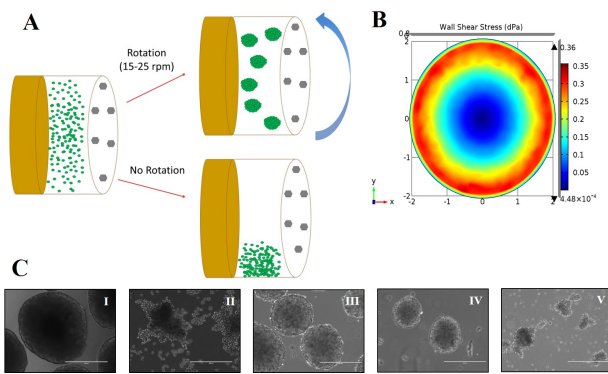 A
Rotation
(15-25 rpm)
No Rotation
B
Wall Shear Stress (dPa)
0.8
2
1
0
-1
-2
-2
-1
0
1
2
y
x
0.36
0.35
0.3
0.25
0.2
0.15
0.1
0.05
4.48×10⁻⁴
C
I
II
III
IV
V